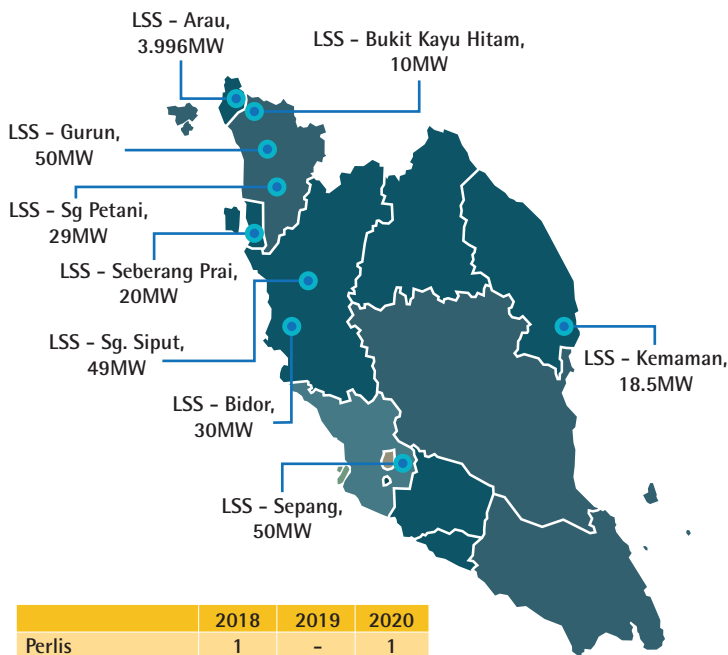 LSS - Arau,
3.996MW
LSS - Bukit Kayu Hitam,
10MW
LSS - Gurun,
50MW
LSS - Sg Petani,
29MW
LSS - Seberang Prai,
20MW
LSS - Sg. Siput,
49MW
LSS - Kemaman,
18.5MW
LSS - Bidor,
30MW
LSS - Sepang,
50MW
2018 2019 2020
Perlis 1 - 1